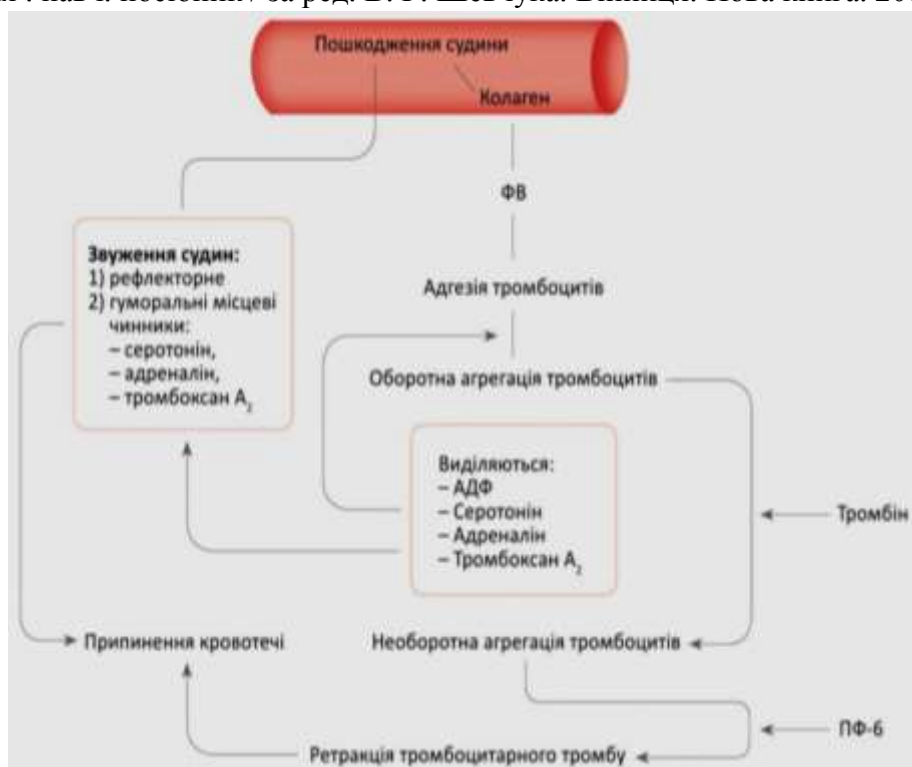 Пошкодження судини
Колаген
ФВ
Звуження судин:
1) рефлекторне
2) гуморальні місцеві
чинники:
– серотонін,
– адреналін,
– тромбоксан А2
Адгезія тромбоцитів
Оборотна агрегація тромбоцитів
Виділяються:
– АДФ
– Серотонін
– Адреналін
– Тромбоксан А2
Тромбін
Припинення кровотечі
Необоротна агрегація тромбоцитів
ПФ-6
Ретракція тромбоцитарного тромбу